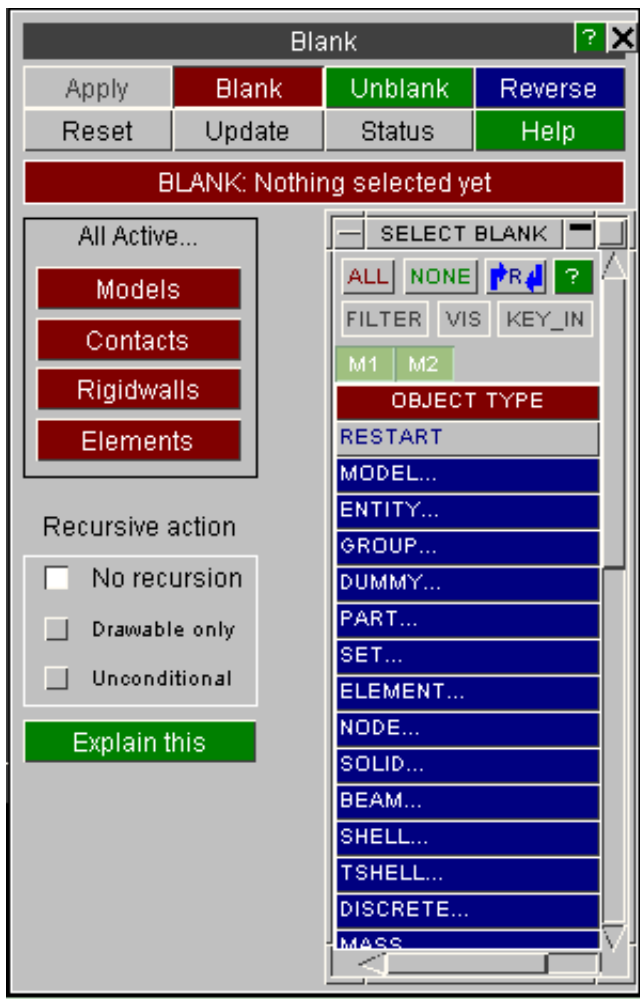 Blank ?
Apply Blank Unblank Reverse
Reset Update Status Help
BLANK: Nothing selected yet
All Active...
Models
Contacts
Rigidwalls
Elements
Recursive action
No recursion
Drawable only
Unconditional
Explain this
SELECT BLANK
ALL NONE R ?
FILTER VIS KEY_IN
M1 M2
OBJECT TYPE
RESTART
MODEL...
ENTITY...
GROUP...
DUMMY...
PART...
SET...
ELEMENT...
NODE...
SOLID...
BEAM...
SHELL...
TSHELL...
DISCRETE...
MASS